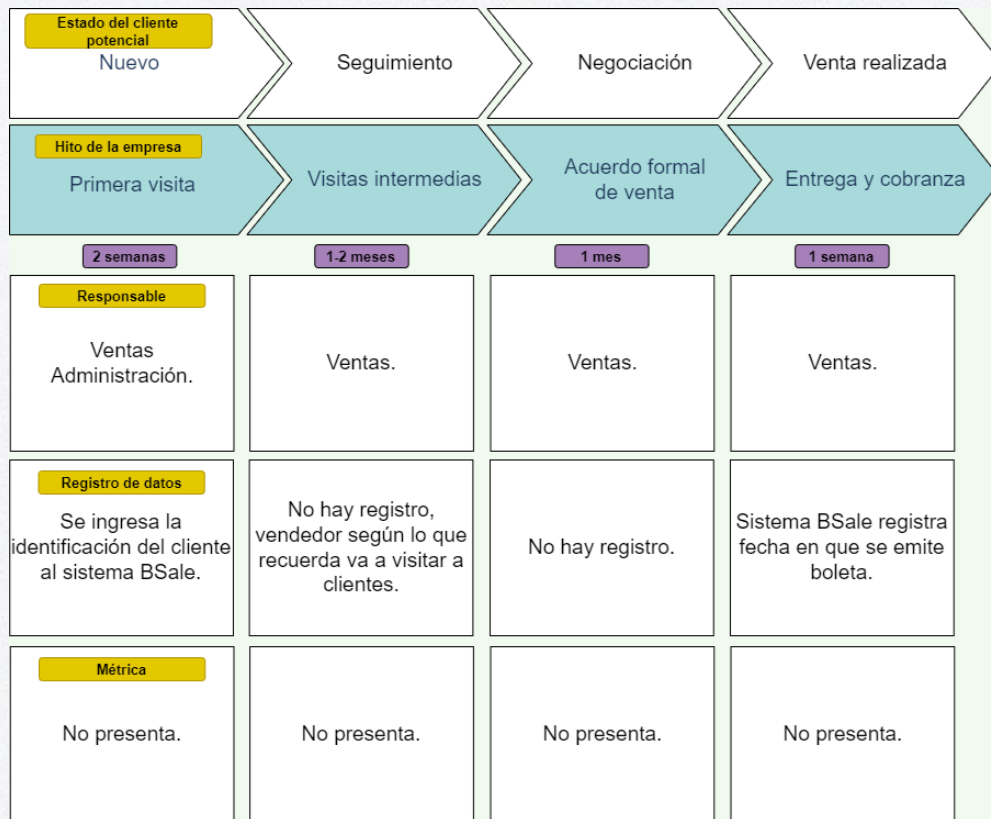 Estado del cliente
potencial
Nuevo
Seguimiento
Negociación
Venta realizada
Hito de la empresa
Primera visita
Visitas intermedias
Acuerdo formal
de venta
Entrega y cobranza
2 semanas
1-2 meses
1 mes
1 semana
Responsable
Ventas
Administración.
Ventas.
Ventas.
Ventas.
Registro de datos
Se ingresa la
identificación del cliente
al sistema BSale.
No hay registro,
vendedor según lo que
recuerda va a visitar a
clientes.
No hay registro.
Sistema BSale registra
fecha en que se emite
boleta.
Métrica
No presenta.
No presenta.
No presenta.
No presenta.